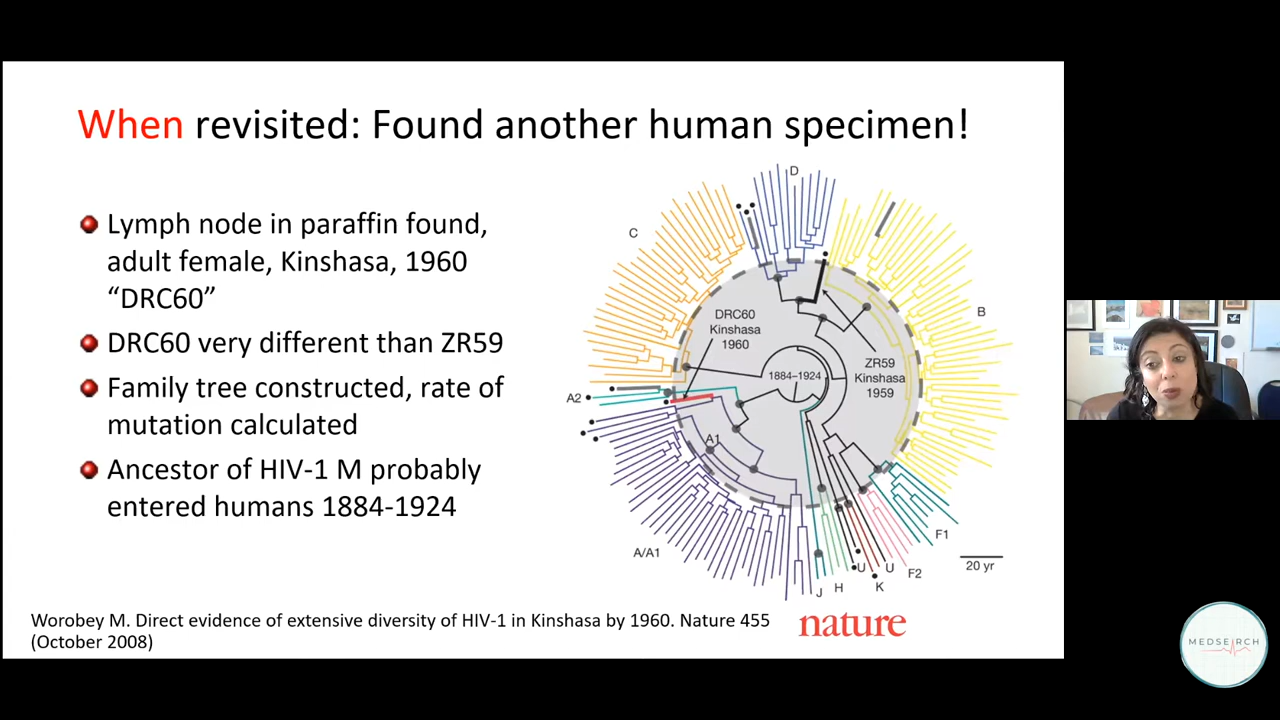 When revisited: Found another human specimen!
Lymph node in paraffin found,
adult female, Kinshasa, 1960
“DRC60”
DRC60 very different than ZR59
Family tree constructed, rate of
mutation calculated
Ancestor of HIV-1 M probably
entered humans 1884-1924
D
C
B
DRC60
Kinshasa
1960
ZR59
Kinshasa
1959
1884–1924
A2
A1
A/A1
J
H
U
K
U
F2
F1
20 yr
Worobey M. Direct evidence of extensive diversity of HIV-1 in Kinshasa by 1960. Nature 455
(October 2008)
nature
MEDSEIRCH